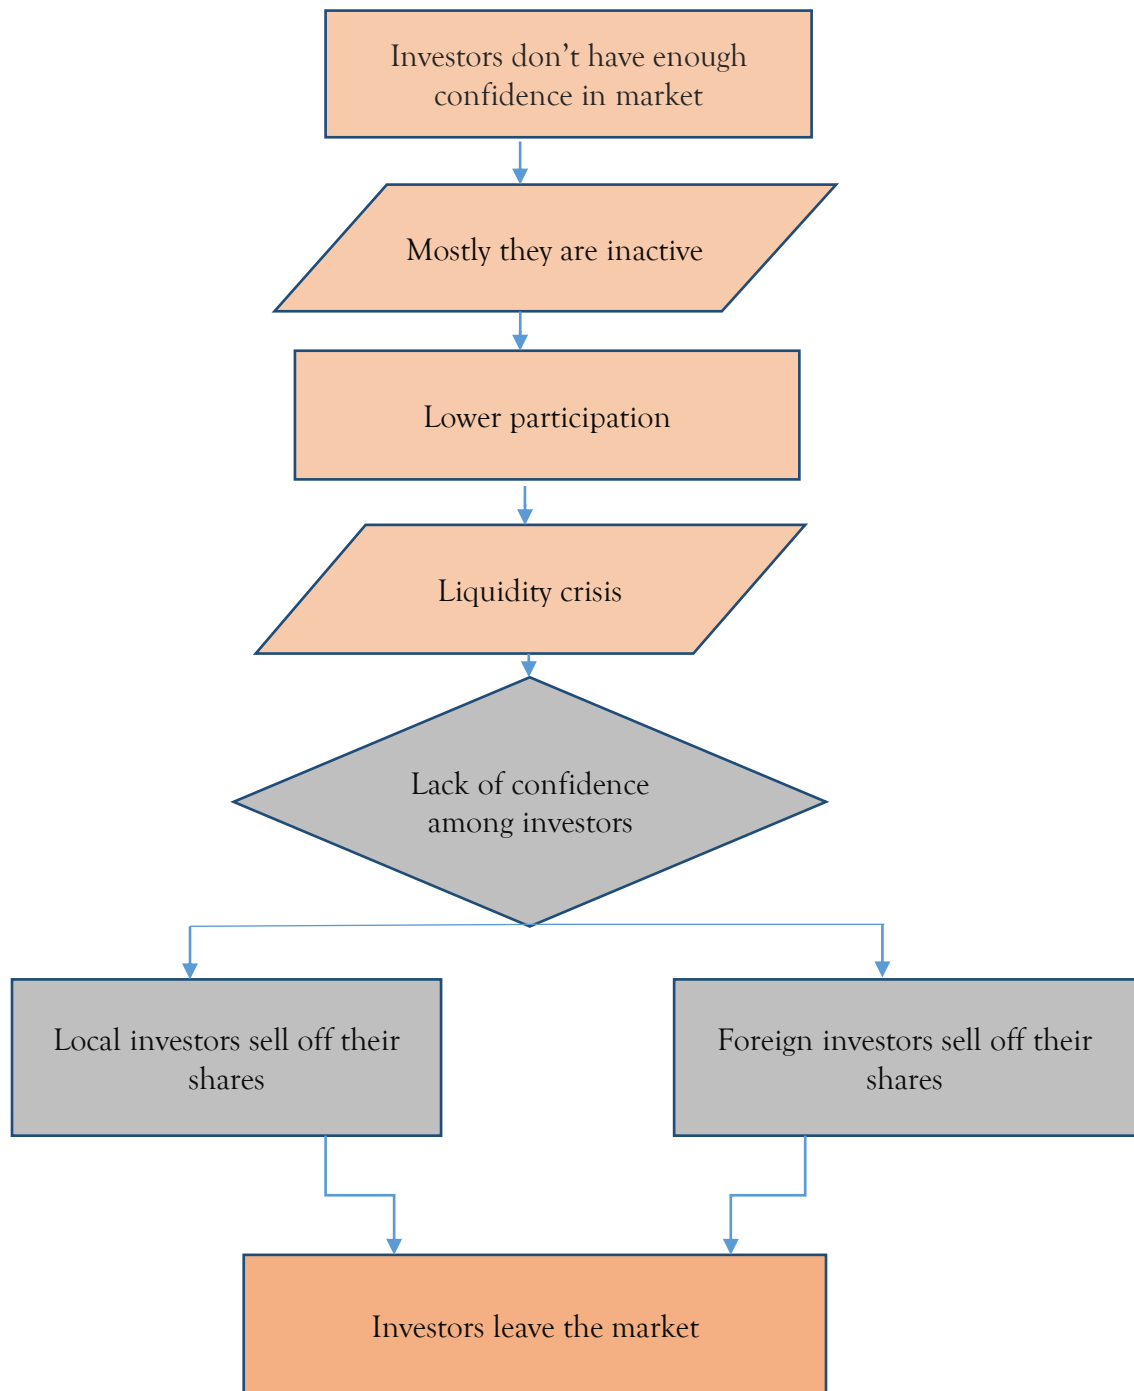 Investors don’t have enough
confidence in market
Mostly they are inactive
Lower participation
Liquidity crisis
Lack of confidence
among investors
Local investors sell off their
shares
Foreign investors sell off their
shares
Investors leave the market